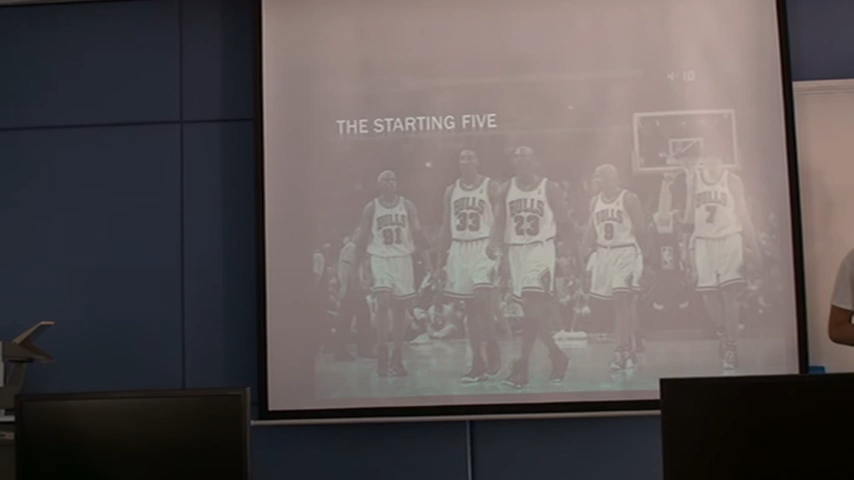 4:10
THE STARTING FIVE
BULLS
91
BULLS
33
BULLS
23
BULLS
9
BULLS
7